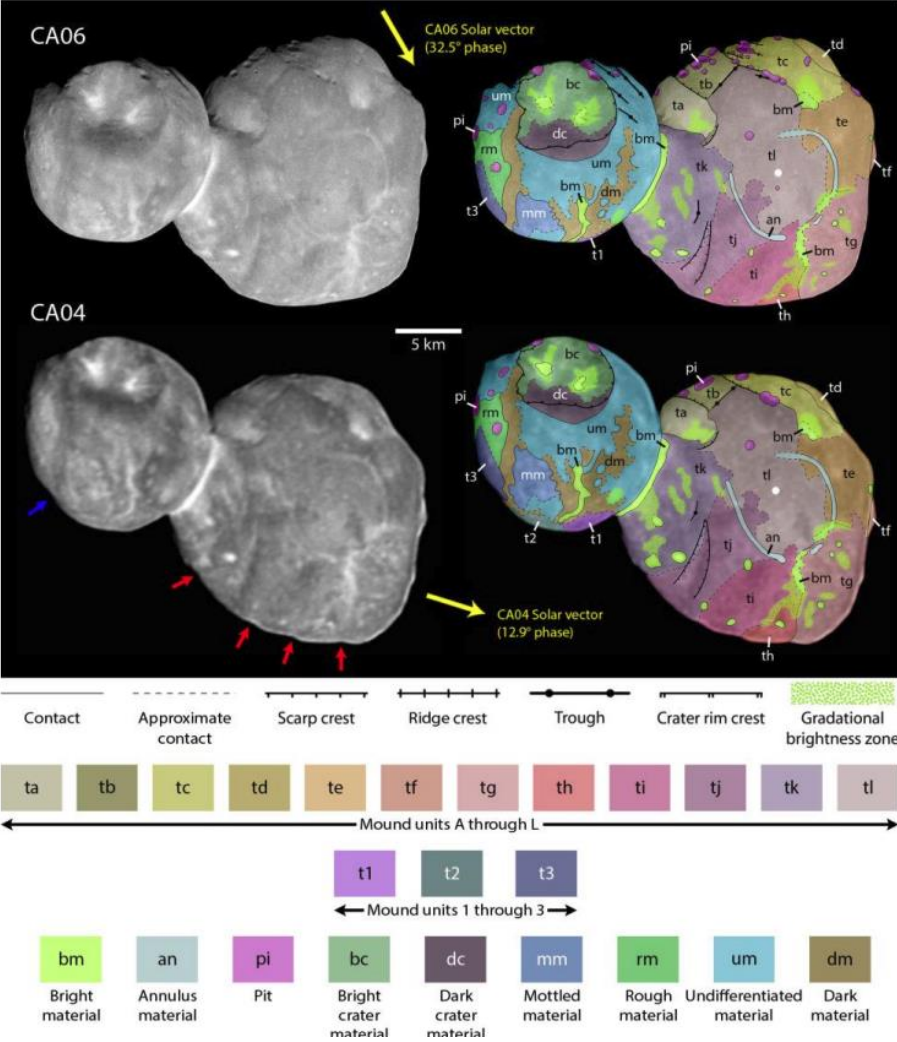 CA06
CA06 Solar vector
(32.5° phase)
pi
td
tc
bc
tb
um
ta
bm
pi
te
dc
rm
bm
um
tk
tl
tf
bm
dm
t3
mm
an
tj
tg
bm
t1
ti
th
CA04
5 km
bc
pi
tb
tc
td
pi
dc
ta
rm
um
bm
bm
bm
te
t3
dm
tk
tl
mm
tf
t2
t1
tj
an
bm
tg
ti
th
CA04 Solar vector
(12.9° phase)
Contact
Approximate
contact
Scarp crest
Ridge crest
Trough
Crater rim crest
Gradational
brightness zone
ta tb tc td te tf tg th ti tj tk tl
Mound units A through L
t1 t2 t3
Mound units 1 through 3
bm an pi bc dc mm rm um dm
Bright
material
Annulus
material
Pit
Bright
crater
material
Dark
crater
material
Mottled
material
Rough
material
Undifferentiated
material
Dark
material